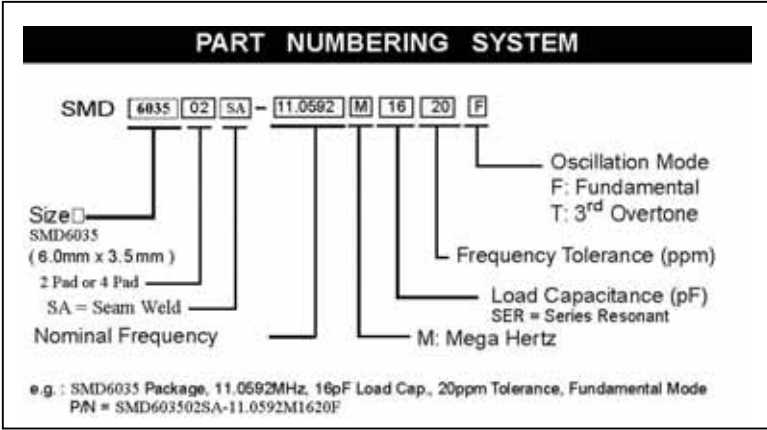 PART NUMBERING SYSTEM
SMD 6035 02 SA - 11.0592 M 16 20 F
Oscillation Mode
F: Fundamental
T: 3rd Overtone
Size□
SMD6035
( 6.0mm x 3.5mm )
Frequency Tolerance (ppm)
2 Pad or 4 Pad
Load Capacitance (pF)
SER = Series Resonant
SA = Seam Weld
Nominal Frequency
M: Mega Hertz
e.g. : SMD6035 Package, 11.0592MHz, 16pF Load Cap., 20ppm Tolerance, Fundamental Mode
P/N = SMD603502SA-11.0592M1620F